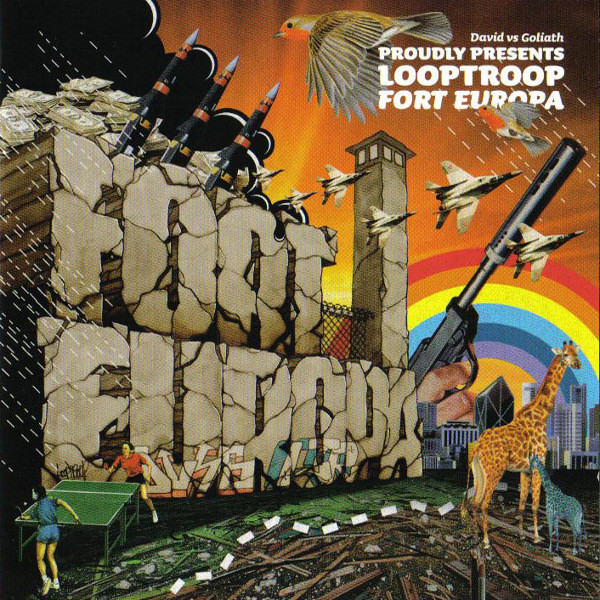 David vs Goliath
PROUDLY PRESENTS
LOOPTROOP
FORT EUROPA
FORT
EUROPA